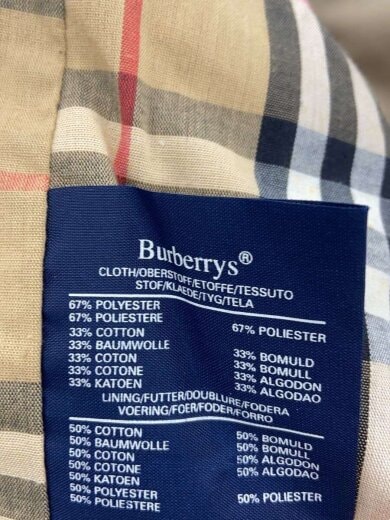 Burberrys®
CLOTH/OBERSTOFF/ETOFFE/TESSUTO
STOF/KLAEDE/TYG/TELA
67% POLYESTER
67% POLIESTERE 67% POLIESTER
33% COTTON
33% BAUMWOLLE 33% BOMULD
33% COTON 33% BOMULL
33% COTONE 33% ALGODON
33% KATOEN 33% ALGODAO
LINING/FUTTER/DOUBLURE/FODERA
VOERING/FOER/FODER/FORRO
50% COTTON 50% BOMULD
50% BAUMWOLLE 50% BOMULL
50% COTON 50% ALGODON
50% COTONE 50% ALGODAO
50% KATOEN
50% POLYESTER 50% POLIESTER
50% POLIESTERE